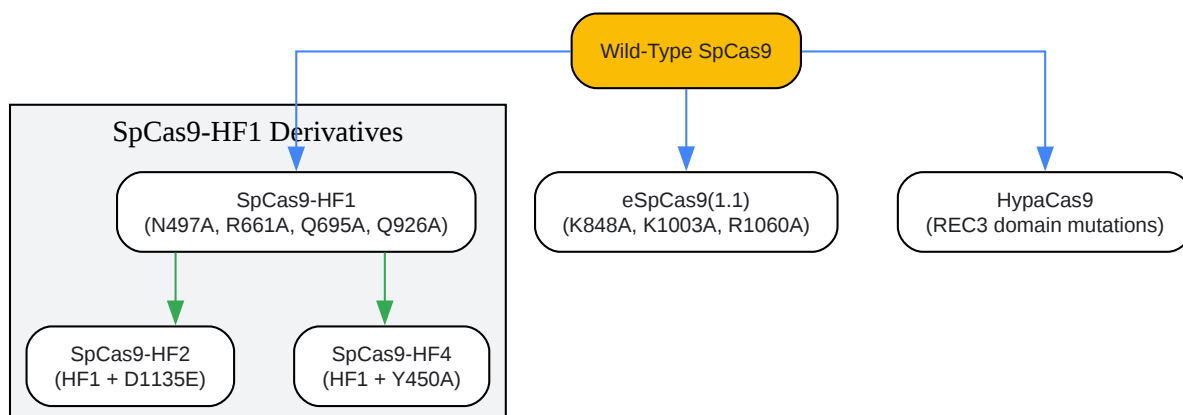 Wild-Type SpCas9
SpCas9-HF1 Derivatives
SpCas9-HF1
(N497A, R661A, Q695A, Q926A)
eSpCas9(1.1)
(K848A, K1003A, R1060A)
HypaCas9
(REC3 domain mutations)
SpCas9-HF2
(HF1 + D1135E)
SpCas9-HF4
(HF1 + Y450A)